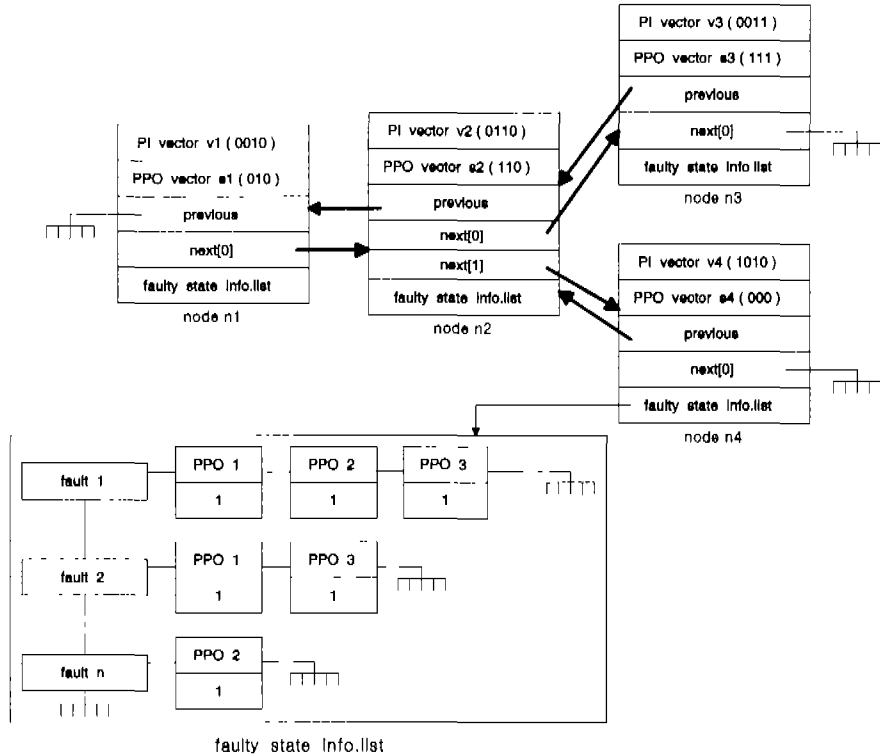 PI vector v1 ( 0010 )
PPO vector s1 ( 010 )
previous
next[0]
faulty state info.list
node n1
PI vector v2 ( 0110 )
PPO vector s2 ( 110 )
previous
next[0]
next[1]
faulty state info.list
node n2
PI vector v3 ( 0011 )
PPO vector s3 ( 111 )
previous
next[0]
faulty state info.list
node n3
PI vector v4 ( 1010 )
PPO vector s4 ( 000 )
previous
next[0]
faulty state info.list
node n4
fault 1
PPO 1
1
PPO 2
1
PPO 3
1
fault 2
PPO 1
1
PPO 3
1
fault n
PPO 2
1
faulty state info.list